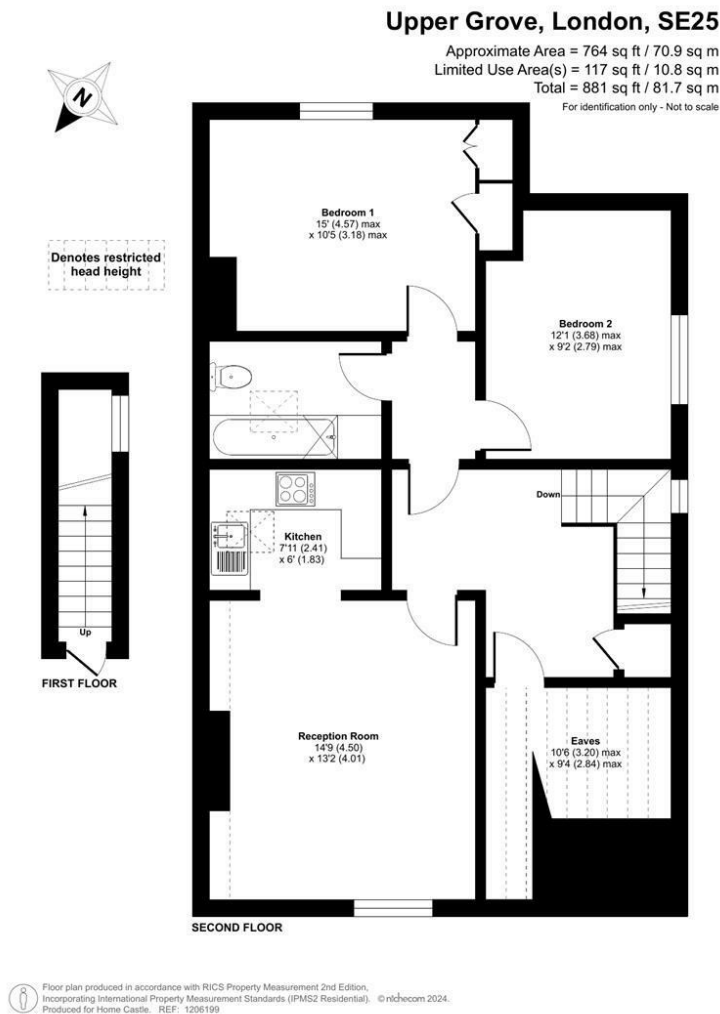 Upper Grove, London, SE25
Approximate Area = 764 sq ft / 70.9 sq m
Limited Use Area(s) = 117 sq ft / 10.8 sq m
Total = 881 sq ft / 81.7 sq m
For identification only - Not to scale
N
Denotes restricted
head height
Bedroom 1
15' (4.57) max
x 10'5 (3.18) max
Bedroom 2
12'1 (3.68) max
x 9'2 (2.79) max
Down
Kitchen
7'11 (2.41)
x 6' (1.83)
Up
FIRST FLOOR
Reception Room
14'9 (4.50)
x 13'2 (4.01)
Eaves
10'6 (3.20) max
x 9'4 (2.84) max
SECOND FLOOR
Floor plan produced in accordance with RICS Property Measurement 2nd Edition,
Incorporating International Property Measurement Standards (IPMS2 Residential). © nichecom 2024.
Produced for Home Castle. REF: 1206199